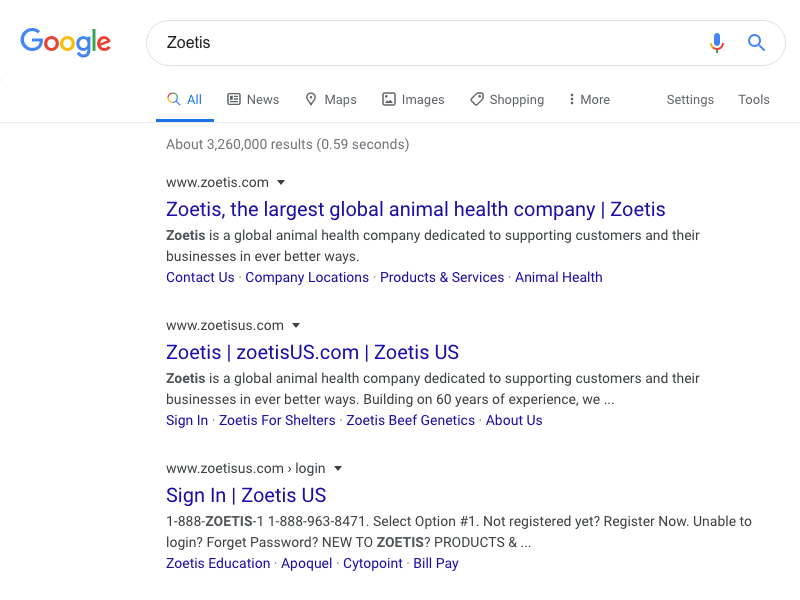 Google
Zoetis
All News Maps Images Shopping More Settings Tools
About 3,260,000 results (0.59 seconds)
www.zoetis.com
Zoetis, the largest global animal health company | Zoetis
Zoetis is a global animal health company dedicated to supporting customers and their
businesses in ever better ways.
Contact Us · Company Locations · Products & Services · Animal Health
www.zoetisus.com
Zoetis | zoetisUS.com | Zoetis US
Zoetis is a global animal health company dedicated to supporting customers and their
businesses in ever better ways. Building on 60 years of experience, we ...
Sign In · Zoetis For Shelters · Zoetis Beef Genetics · About Us
www.zoetisus.com › login
Sign In | Zoetis US
1-888-ZOETIS-1 1-888-963-8471. Select Option #1. Not registered yet? Register Now. Unable to
login? Forget Password? NEW TO ZOETIS? PRODUCTS & ...
Zoetis Education · Apoquel · Cytopoint · Bill Pay